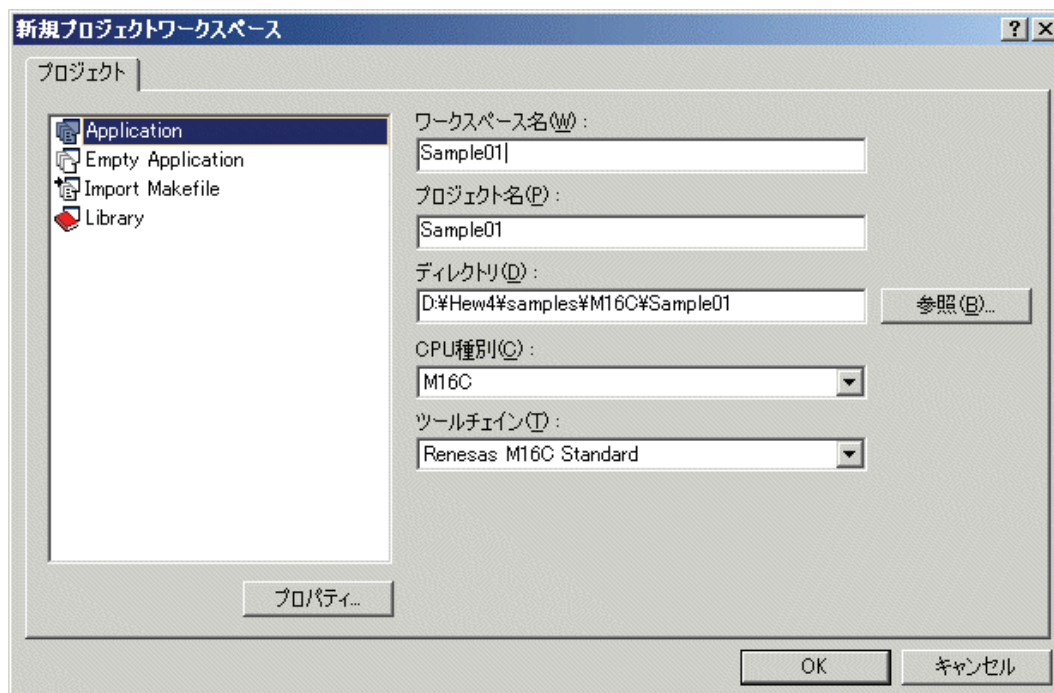 新規プロジェクトワークスペース
プロジェクト
Application
Empty Application
Import Makefile
Library
プロパティ...
ワークスペース名(W) :
Sample01
プロジェクト名(P) :
Sample01
ディレクトリ(D) :
D:¥Hew4¥samples¥M16C¥Sample01
参照(B)...
CPU種別(C) :
M16C
ツールチェイン(T) :
Renesas M16C Standard
OK
キャンセル